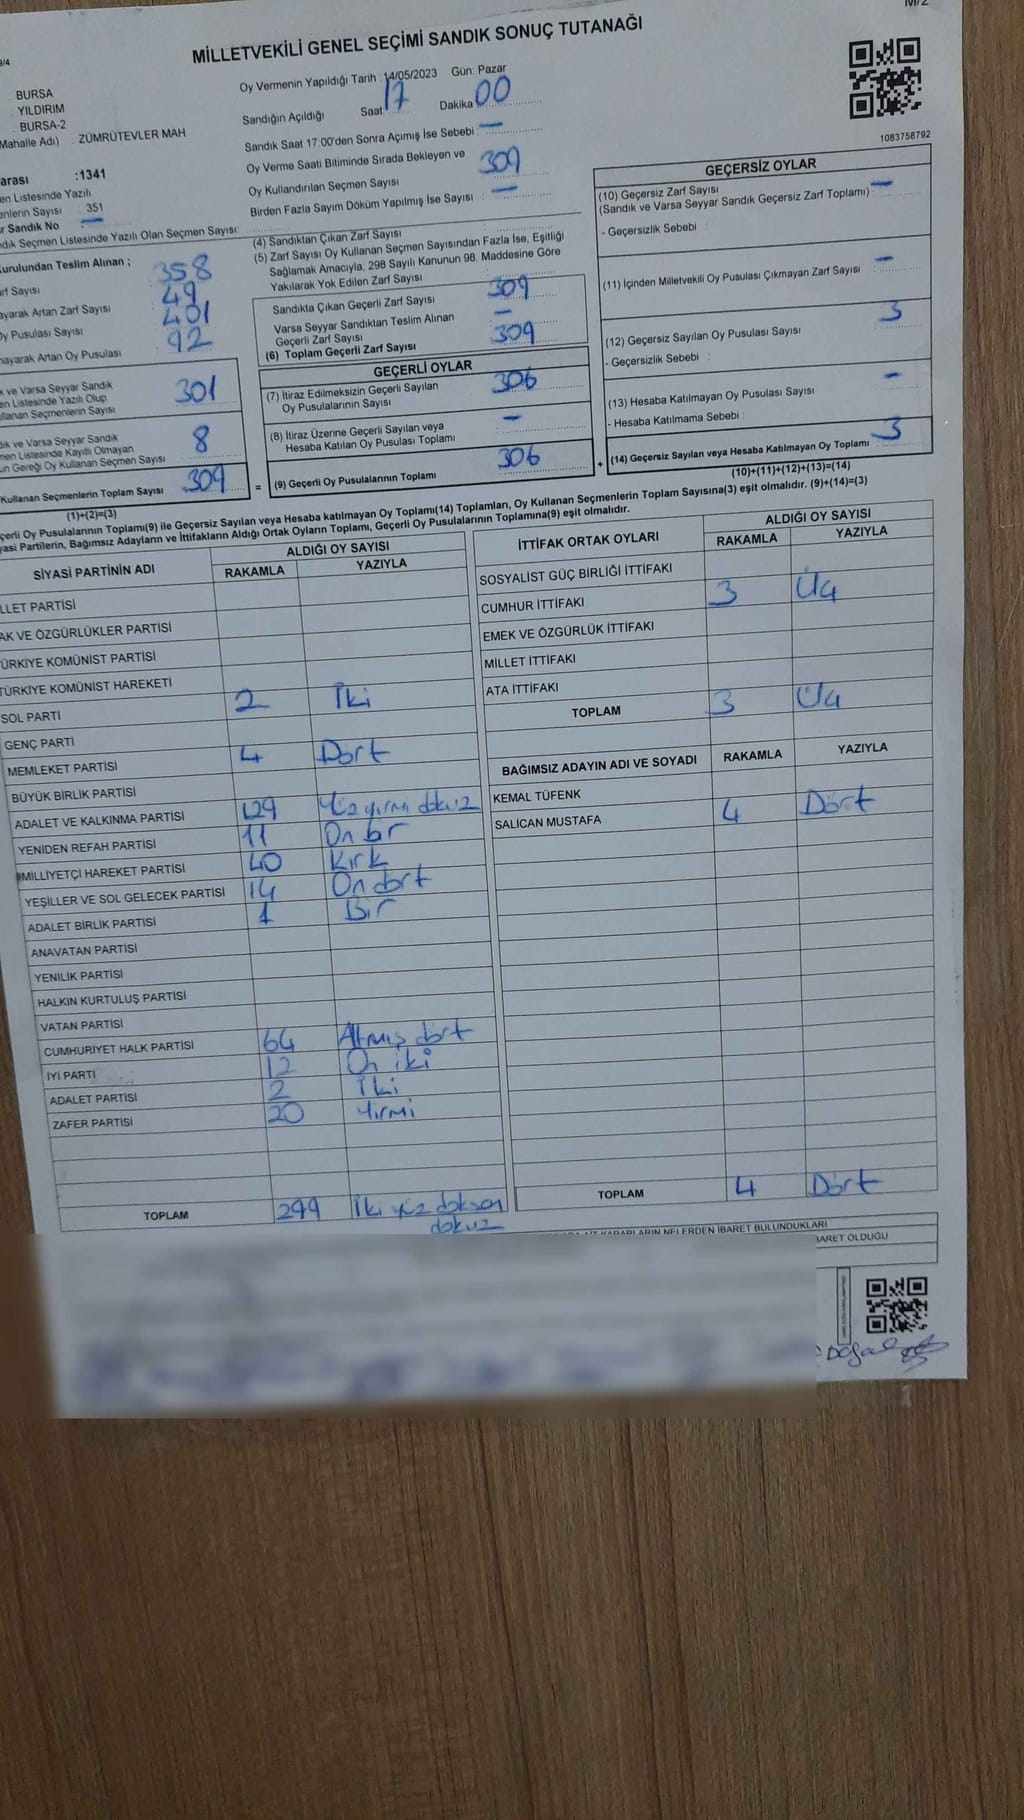 M/2
9/4
MİLLETVEKİLİ GENEL SEÇİMİ SANDIK SONUÇ TUTANAĞI
BURSA
YILDIRIM
BURSA-2
Mahalle Adı) : ZÜMRÜTEVLER MAH
arası :1341
en Listesinde Yazılı
enlerin Sayısı : 351
r Sandık No —
dık Seçmen Listesinde Yazılı Olan Seçmen Sayısı:
Oy Vermenin Yapıldığı Tarih : 14/05/2023 Gün: Pazar
Sandığın Açıldığı Saat 17 Dakika 00
Sandık Saat 17:00'den Sonra Açımış İse Sebebi : —
Oy Verme Saati Bitiminde Sırada Bekleyen ve
Oy Kullandırılan Seçmen Sayısı 309
Birden Fazla Sayım Döküm Yapılmış İse Sayısı : —
1083758792
Kurulundan Teslim Alınan ;
arf Sayısı 358
ayarak Artan Zarf Sayısı 49
Oy Pusulası Sayısı 401
nayarak Artan Oy Pusulası 92
k ve Varsa Seyyar Sandık
en Listesinde Yazılı Olup
ullanan Seçmenlerin Sayısı 301
dık ve Varsa Seyyar Sandık
men Listesinde Kayıtlı Olmayan
un Gereği Oy Kullanan Seçmen Sayısı 8
Kullanan Seçmenlerin Toplam Sayısı 309
(1)+(2)=(3)
(4) Sandıktan Çıkan Zarf Sayısı
(5) Zarf Sayısı Oy Kullanan Seçmen Sayısından Fazla İse, Eşitliği
Sağlamak Amacıyla, 298 Sayılı Kanunun 98. Maddesine Göre
Yakılarak Yok Edilen Zarf Sayısı
Sandıkta Çıkan Geçerli Zarf Sayısı 309
Varsa Seyyar Sandıktan Teslim Alınan
Geçerli Zarf Sayısı —
(6) Toplam Geçerli Zarf Sayısı 309
GEÇERLİ OYLAR
(7) İtiraz Edilmeksizin Geçerli Sayılan
Oy Pusulalarının Sayısı 306
(8) İtiraz Üzerine Geçerli Sayılan veya
Hesaba Katılan Oy Pusulası Toplamı —
= (9) Geçerli Oy Pusulalarının Toplamı 306 +
GEÇERSİZ OYLAR
(10) Geçersiz Zarf Sayısı —
(Sandık ve Varsa Seyyar Sandık Geçersiz Zarf Toplamı)
- Geçersizlik Sebebi :
(11) İçinden Milletvekili Oy Pusulası Çıkmayan Zarf Sayısı —
(12) Geçersiz Sayılan Oy Pusulası Sayısı 3
- Geçersizlik Sebebi :
(13) Hesaba Katılmayan Oy Pusulası Sayısı —
- Hesaba Katılmama Sebebi :
(14) Geçersiz Sayılan veya Hesaba Katılmayan Oy Toplamı 3
(10)+(11)+(12)+(13)=(14)
çerli Oy Pusulalarının Toplamı(9) ile Geçersiz Sayılan veya Hesaba katılmayan Oy Toplamı(14) Toplamları, Oy Kullanan Seçmenlerin Toplam Sayısına(3) eşit olmalıdır. (9)+(14)=(3)
yasi Partilerin, Bağımsız Adayların ve İttifakların Aldığı Ortak Oyların Toplamı, Geçerli Oy Pusulalarının Toplamına(9) eşit olmalıdır.
SİYASİ PARTİNİN ADI ALDIĞI OY SAYISI
RAKAMLA YAZIYLA
LLET PARTİSİ
AK VE ÖZGÜRLÜKLER PARTİSİ
ÜRKİYE KOMÜNİST PARTİSİ
TÜRKİYE KOMÜNİST HAREKETİ
SOL PARTİ 2 İki
GENÇ PARTİ
MEMLEKET PARTİSİ 4 Dört
BÜYÜK BİRLİK PARTİSİ
ADALET VE KALKINMA PARTİSİ 129 Yüz yirmi dokuz
YENİDEN REFAH PARTİSİ 11 On bir
MİLLİYETÇİ HAREKET PARTİSİ 40 Kırk
YEŞİLLER VE SOL GELECEK PARTİSİ 14 On dört
ADALET BİRLİK PARTİSİ 1 Bir
ANAVATAN PARTİSİ
YENİLİK PARTİSİ
HALKIN KURTULUŞ PARTİSİ
VATAN PARTİSİ
CUMHURİYET HALK PARTİSİ 64 Altmış dört
İYİ PARTİ 12 On iki
ADALET PARTİSİ 2 İki
ZAFER PARTİSİ 20 Yirmi
TOPLAM 299 İki yüz doksan
dokuz
İTTİFAK ORTAK OYLARI ALDIĞI OY SAYISI
RAKAMLA YAZIYLA
SOSYALİST GÜÇ BİRLİĞİ İTTİFAKI
CUMHUR İTTİFAKI 3 Üç
EMEK VE ÖZGÜRLÜK İTTİFAKI
MİLLET İTTİFAKI
ATA İTTİFAKI
TOPLAM 3 Üç
BAĞIMSIZ ADAYIN ADI VE SOYADI RAKAMLA YAZIYLA
KEMAL TÜFENK
SALİCAN MUSTAFA 4 Dört
TOPLAM 4 Dört
KARARLARIN NELERDEN İBARET BULUNDUKLARI
BARET OLDUĞU